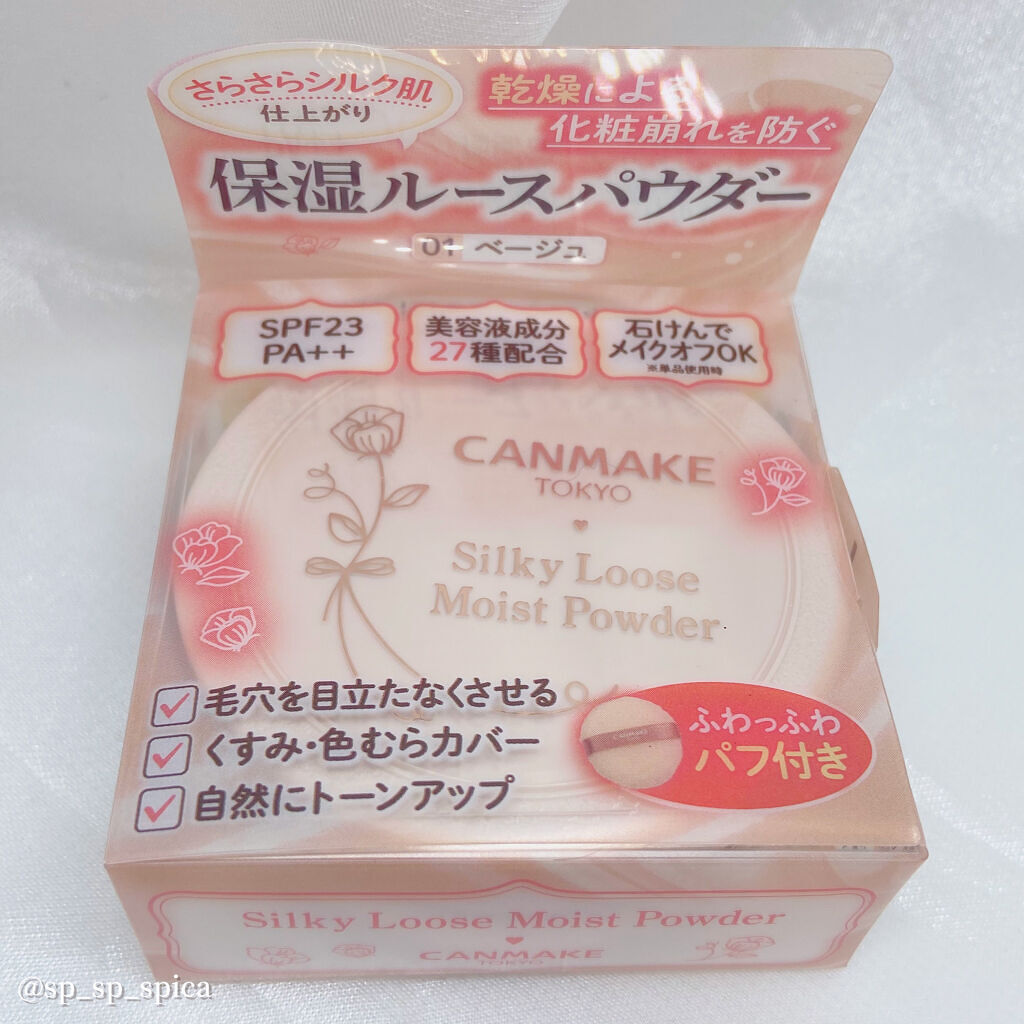 さらさらシルク肌
仕上がり
乾燥による
化粧崩れを防ぐ
保湿ルースパウダー
01 ベージュ
SPF23
PA++
美容液成分
27種配合
石けんで
メイクオフOK
※単品使用時
CANMAKE
TOKYO
Silky Loose
Moist Powder
毛穴を目立たなくさせる
くすみ・色むらカバー
自然にトーンアップ
CANMAKE
ふわっふわ
パフ付き
Silky Loose Moist Powder
CANMAKE
TOKYO
@sp_sp_spica